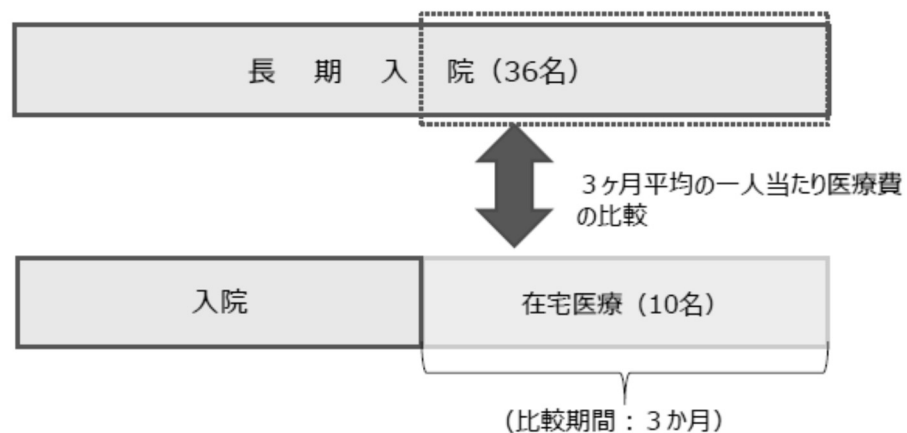 長 期 入 院（36名）
３ヶ月平均の一人当たり医療費
の比較
入院
在宅医療（10名）
（比較期間：３か月）